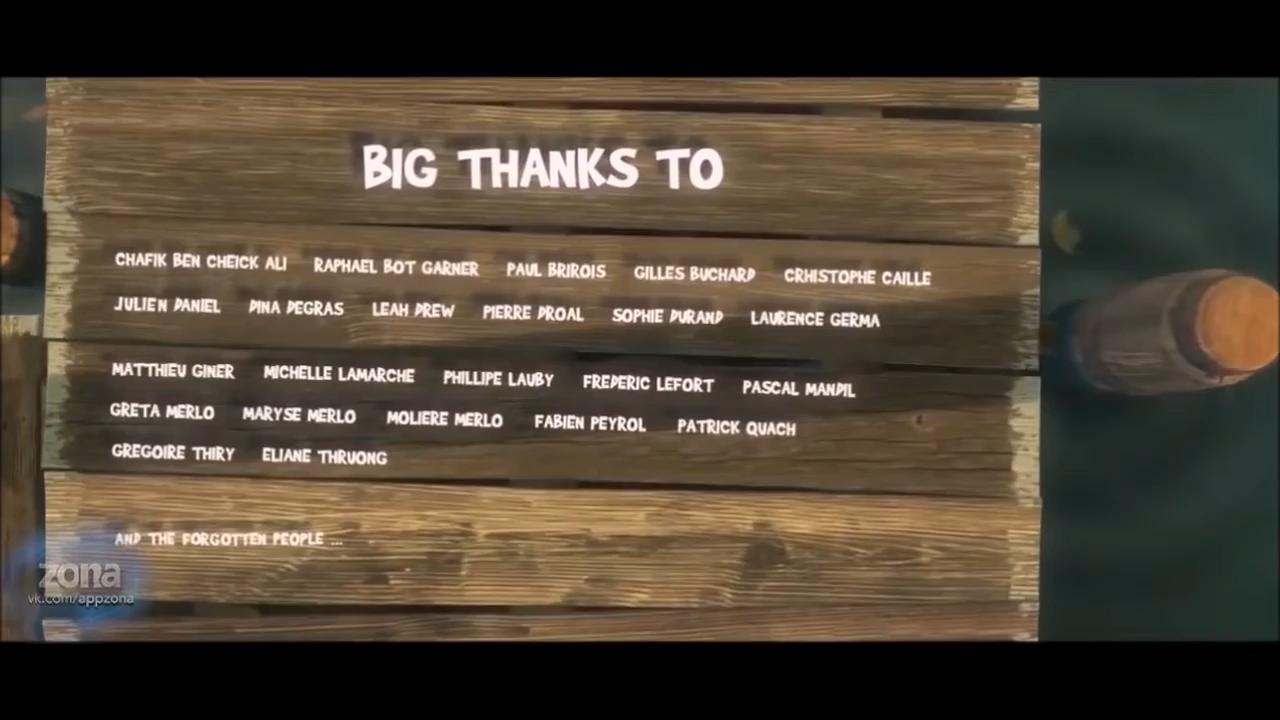 BIG THANKS TO
CHAFIK BEN CHEICK ALI RAPHAEL BOT GARNER PAUL BRIROIS GILLES BUCHARD CRHISTOPHE CAILLE
JULIEN DANIEL DINA DEGRAS LEAH DREW PIERRE DROAL SOPHIE DURAND LAURENCE GERMA
MATTHIEU GINER MICHELLE LAMARCHE PHILLIPE LAUBY FREDERIC LEFORT PASCAL MANDIL
GRETA MERLO MARYSE MERLO MOLIERE MERLO FABIEN PEYROL PATRICK QUACH
GREGOIRE THIRY ELIANE THRUONG
AND THE FORGOTTEN PEOPLE ...
zona
vk.com/appzona